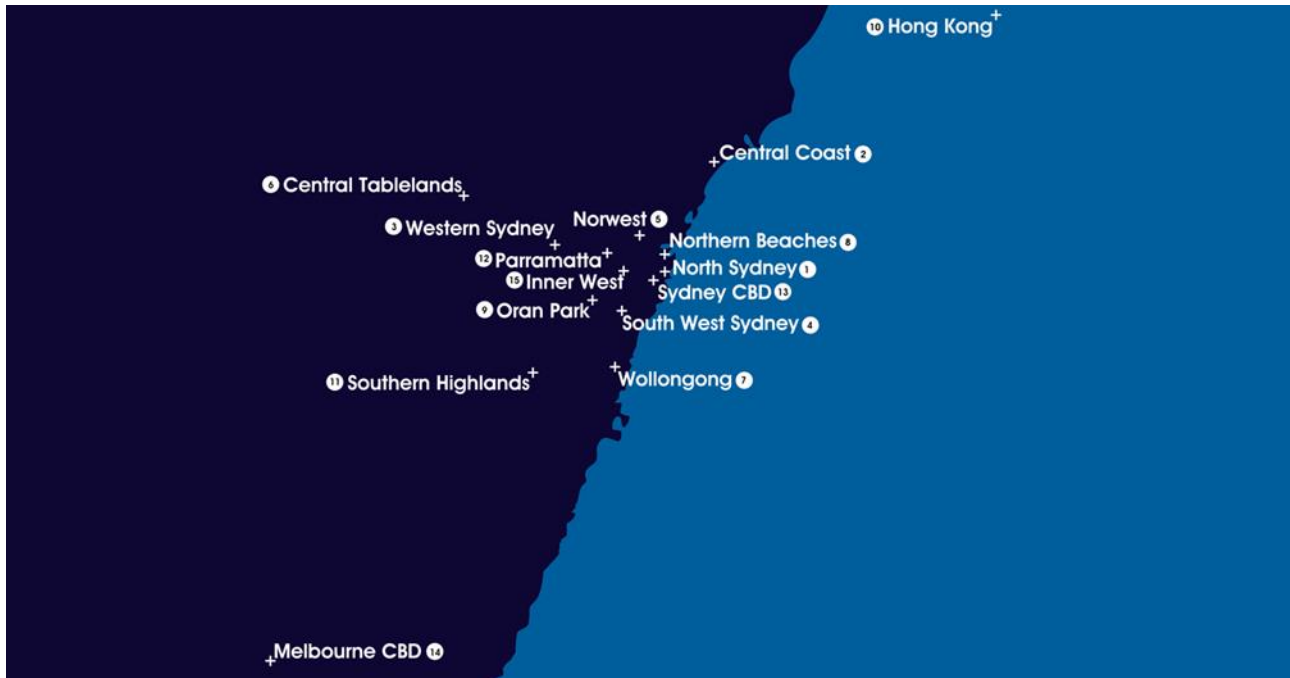 10 Hong Kong
Central Coast 2
6 Central Tablelands
Norwest 5
3 Western Sydney
Northern Beaches 8
12 Parramatta
North Sydney 1
15 Inner West
Sydney CBD 13
9 Oran Park
South West Sydney 4
11 Southern Highlands
Wollongong 7
Melbourne CBD 14